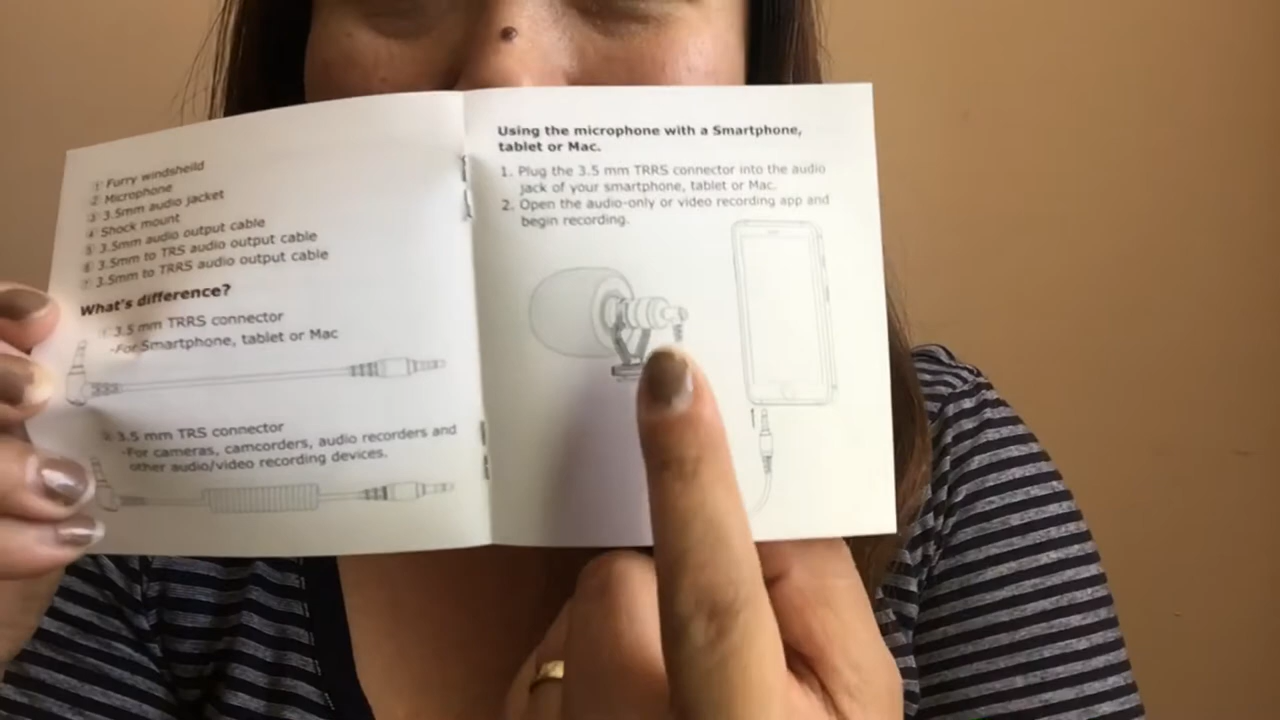 ① Furry windsheild
② Microphone
③ 3.5mm audio jacket
④ Shock mount
⑤ 3.5mm audio output cable
⑥ 3.5mm to TRS audio output cable
⑦ 3.5mm to TRRS audio output cable
What's difference?
① 3.5 mm TRRS connector
-For Smartphone, tablet or Mac
② 3.5 mm TRS connector
-For cameras, camcorders, audio recorders and
other audio/video recording devices.
Using the microphone with a Smartphone,
tablet or Mac.
1. Plug the 3.5 mm TRRS connector into the audio
jack of your smartphone, tablet or Mac.
2. Open the audio-only or video recording app and
begin recording.